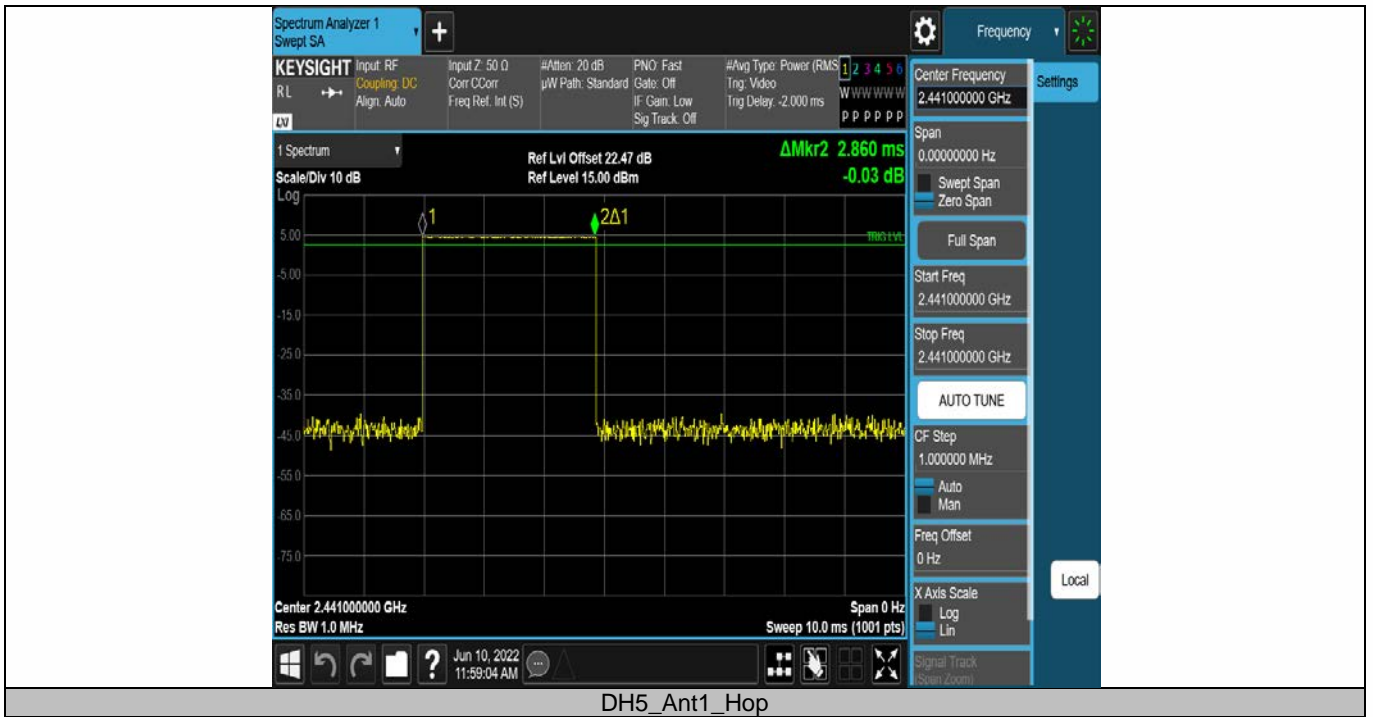 Spectrum Analyzer 1
Swept SA
+
Frequency
KEYSIGHT
RL
LXI
Input: RF
Coupling: DC
Align: Auto
Input Z: 50 Ω
Corr CCorr
Freq Ref: Int (S)
#Atten: 20 dB
µW Path: Standard
PNO: Fast
Gate: Off
IF Gain: Low
Sig Track: Off
#Avg Type: Power (RMS
Trig: Video
Trig Delay: -2.000 ms
1 2 3 4 5 6
W W W W W W
P P P P P P
Center Frequency
2.441000000 GHz
Settings
1 Spectrum
Scale/Div 10 dB
Log
Ref Lvl Offset 22.47 dB
Ref Level 15.00 dBm
ΔMkr2 2.860 ms
-0.03 dB
Span
0.00000000 Hz
Swept Span
Zero Span
Full Span
Start Freq
2.441000000 GHz
Stop Freq
2.441000000 GHz
AUTO TUNE
CF Step
1.000000 MHz
Auto
Man
Freq Offset
0 Hz
X Axis Scale
Log
Lin
Signal Track
(Span Zoom)
Local
1
2Δ1
TRIG LVL
5.00
-5.00
-15.0
-25.0
-35.0
-45.0
-55.0
-65.0
-75.0
Center 2.441000000 GHz
Res BW 1.0 MHz
Span 0 Hz
Sweep 10.0 ms (1001 pts)
?
Jun 10, 2022
11:59:04 AM
DH5_Ant1_Hop